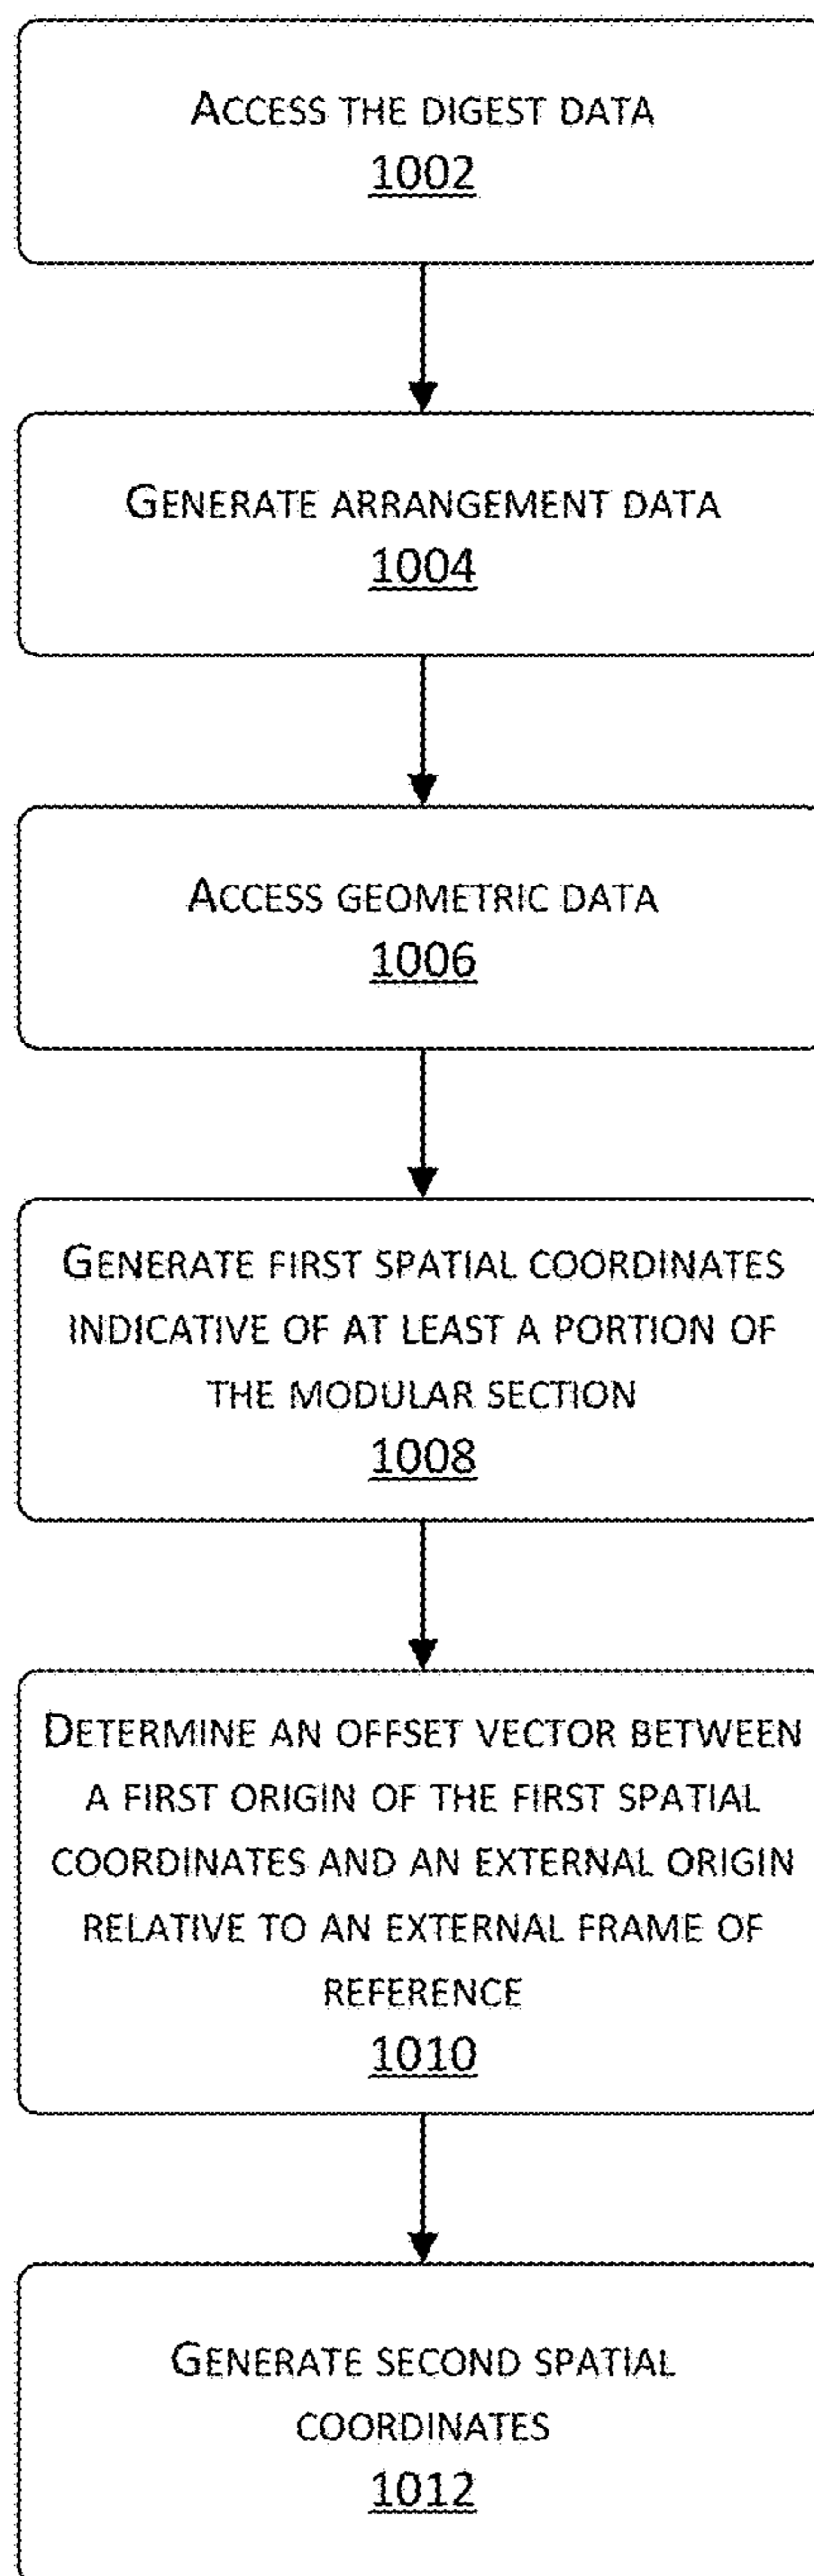 ACCESS THE DIGEST DATA
1002
GENERATE ARRANGEMENT DATA
1004
ACCESS GEOMETRIC DATA
1006
GENERATE FIRST SPATIAL COORDINATES
INDICATIVE OF AT LEAST A PORTION OF
THE MODULAR SECTION
1008
DETERMINE AN OFFSET VECTOR BETWEEN
A FIRST ORIGIN OF THE FIRST SPATIAL
COORDINATES AND AN EXTERNAL ORIGIN
RELATIVE TO AN EXTERNAL FRAME OF
REFERENCE
1010
GENERATE SECOND SPATIAL
COORDINATES
1012